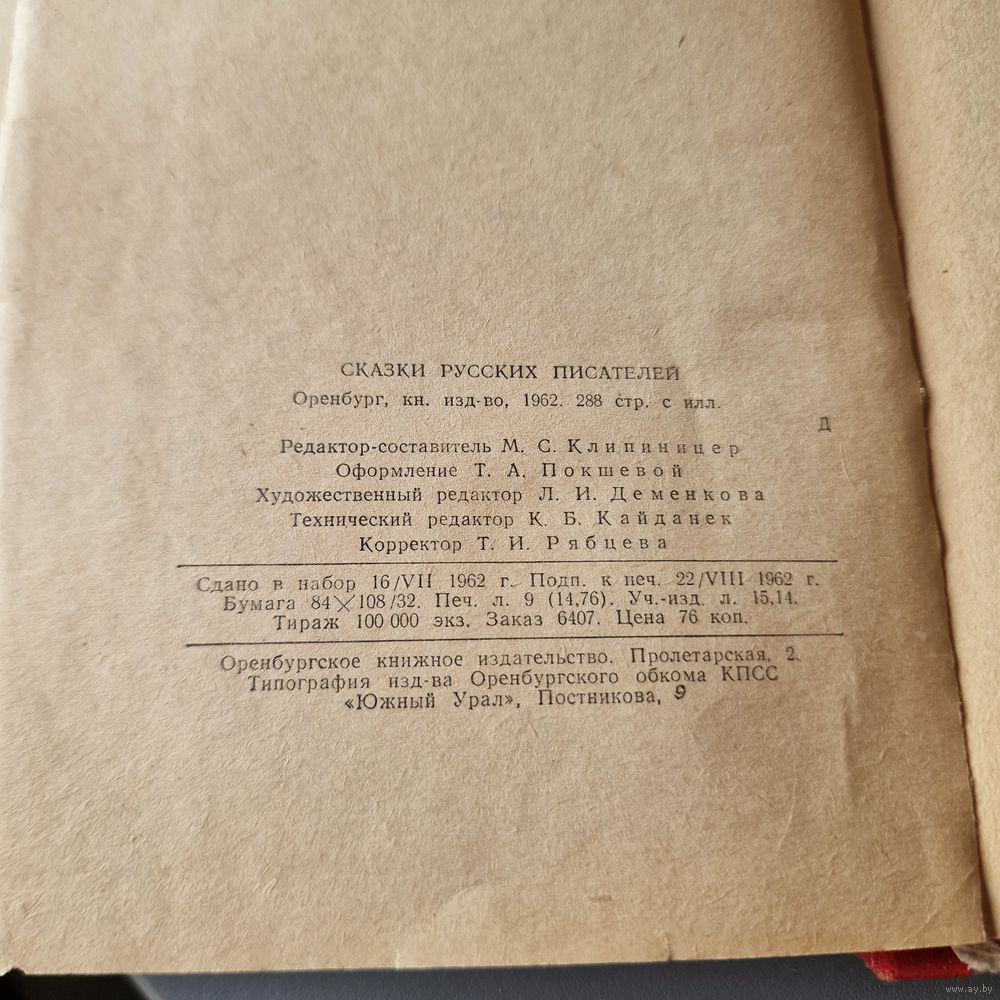 СКАЗКИ РУССКИХ ПИСАТЕЛЕЙ
Оренбург, кн. изд-во, 1962. 288 стр. с илл.
Д
Редактор-составитель М. С. Клипиницер
Оформление Т. А. Покшевой
Художественный редактор Л. И. Деменкова
Технический редактор К. Б. Кайданек
Корректор Т. И. Рябцева
Сдано в набор 16/VII 1962 г. Подп. к печ. 22/VIII 1962 г.
Бумага 84×108/32. Печ. л. 9 (14,76). Уч.-изд. л. 15,14.
Тираж 100 000 экз. Заказ 6407. Цена 76 коп.
Оренбургское книжное издательство. Пролетарская, 2.
Типография изд-ва Оренбургского обкома КПСС
«Южный Урал», Постникова, 9
www.ay.by